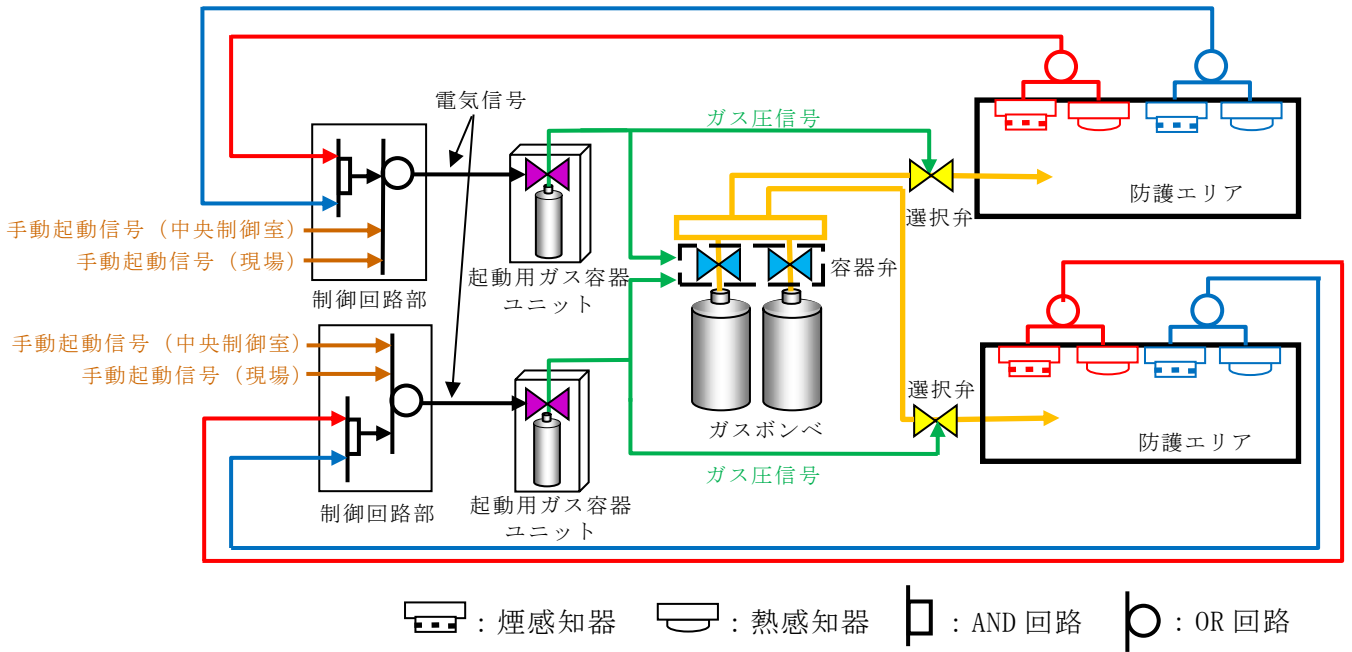 電気信号
ガス圧信号
防護エリア
選択弁
手動起動信号（中央制御室）
手動起動信号（現場）
制御回路部
起動用ガス容器
ユニット
容器弁
手動起動信号（中央制御室）
手動起動信号（現場）
選択弁
ガスボンベ
防護エリア
ガス圧信号
制御回路部
起動用ガス容器
ユニット
：煙感知器
：熱感知器
：AND 回路
：OR 回路